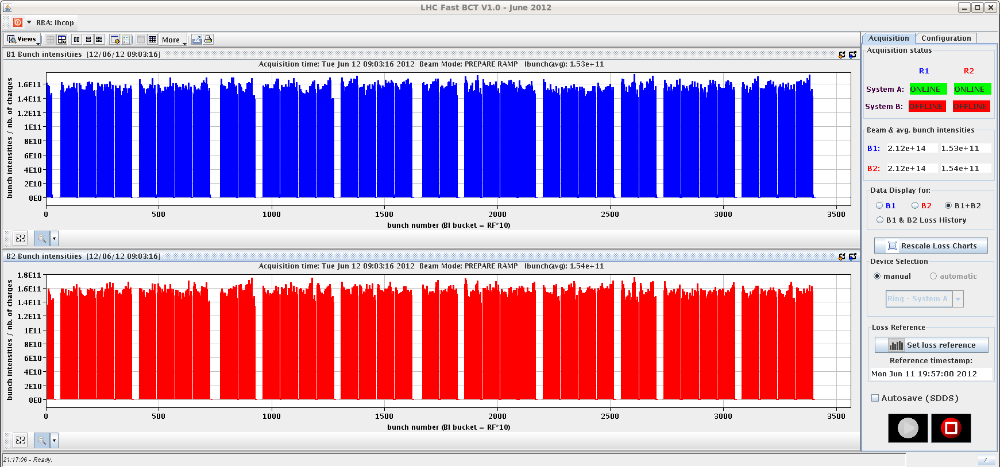 LHC Fast BCT V1.0 - June 2012
RBA: lhcop
Views
More
B1 Bunch intensitiies [12/06/12 09:03:16]
Acquisition time: Tue Jun 12 09:03:16 2012 Beam Mode: PREPARE RAMP Ibunch(avg): 1.53e+11
bunch intensities / nb. of charges
1.6E11
1.4E11
1.2E11
1E11
8E10
6E10
4E10
2E10
0E0
0 500 1000 1500 2000 2500 3000 3500
bunch number (BI bucket = RF*10)
B2 Bunch intensitiies [12/06/12 09:03:16]
Acquisition time: Tue Jun 12 09:03:16 2012 Beam Mode: PREPARE RAMP Ibunch(avg): 1.54e+11
bunch intensities / nb. of charges
1.8E11
1.6E11
1.4E11
1.2E11
1E11
8E10
6E10
4E10
2E10
0E0
0 500 1000 1500 2000 2500 3000 3500
bunch number (BI bucket = RF*10)
21:17:06 - Ready.
Acquisition Configuration
Acquisition status
R1 R2
System A: ONLINE ONLINE
System B: OFFLINE OFFLINE
Beam & avg. bunch intensities
B1: 2.12e+14 1.53e+11
B2: 2.12e+14 1.54e+11
Data Display for:
B1 B2 B1+B2
B1 & B2 Loss History
Rescale Loss Charts
Device Selection
manual automatic
Ring - System A
Loss Reference
Set loss reference
Reference timestamp:
Mon Jun 11 19:57:00 2012
Autosave (SDDS)